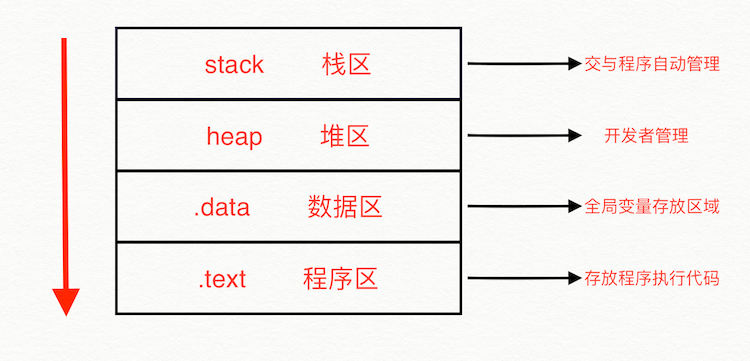 stack 栈区 交与程序自动管理
heap 堆区 开发者管理
.data 数据区 全局变量存放区域
.text 程序区 存放程序执行代码